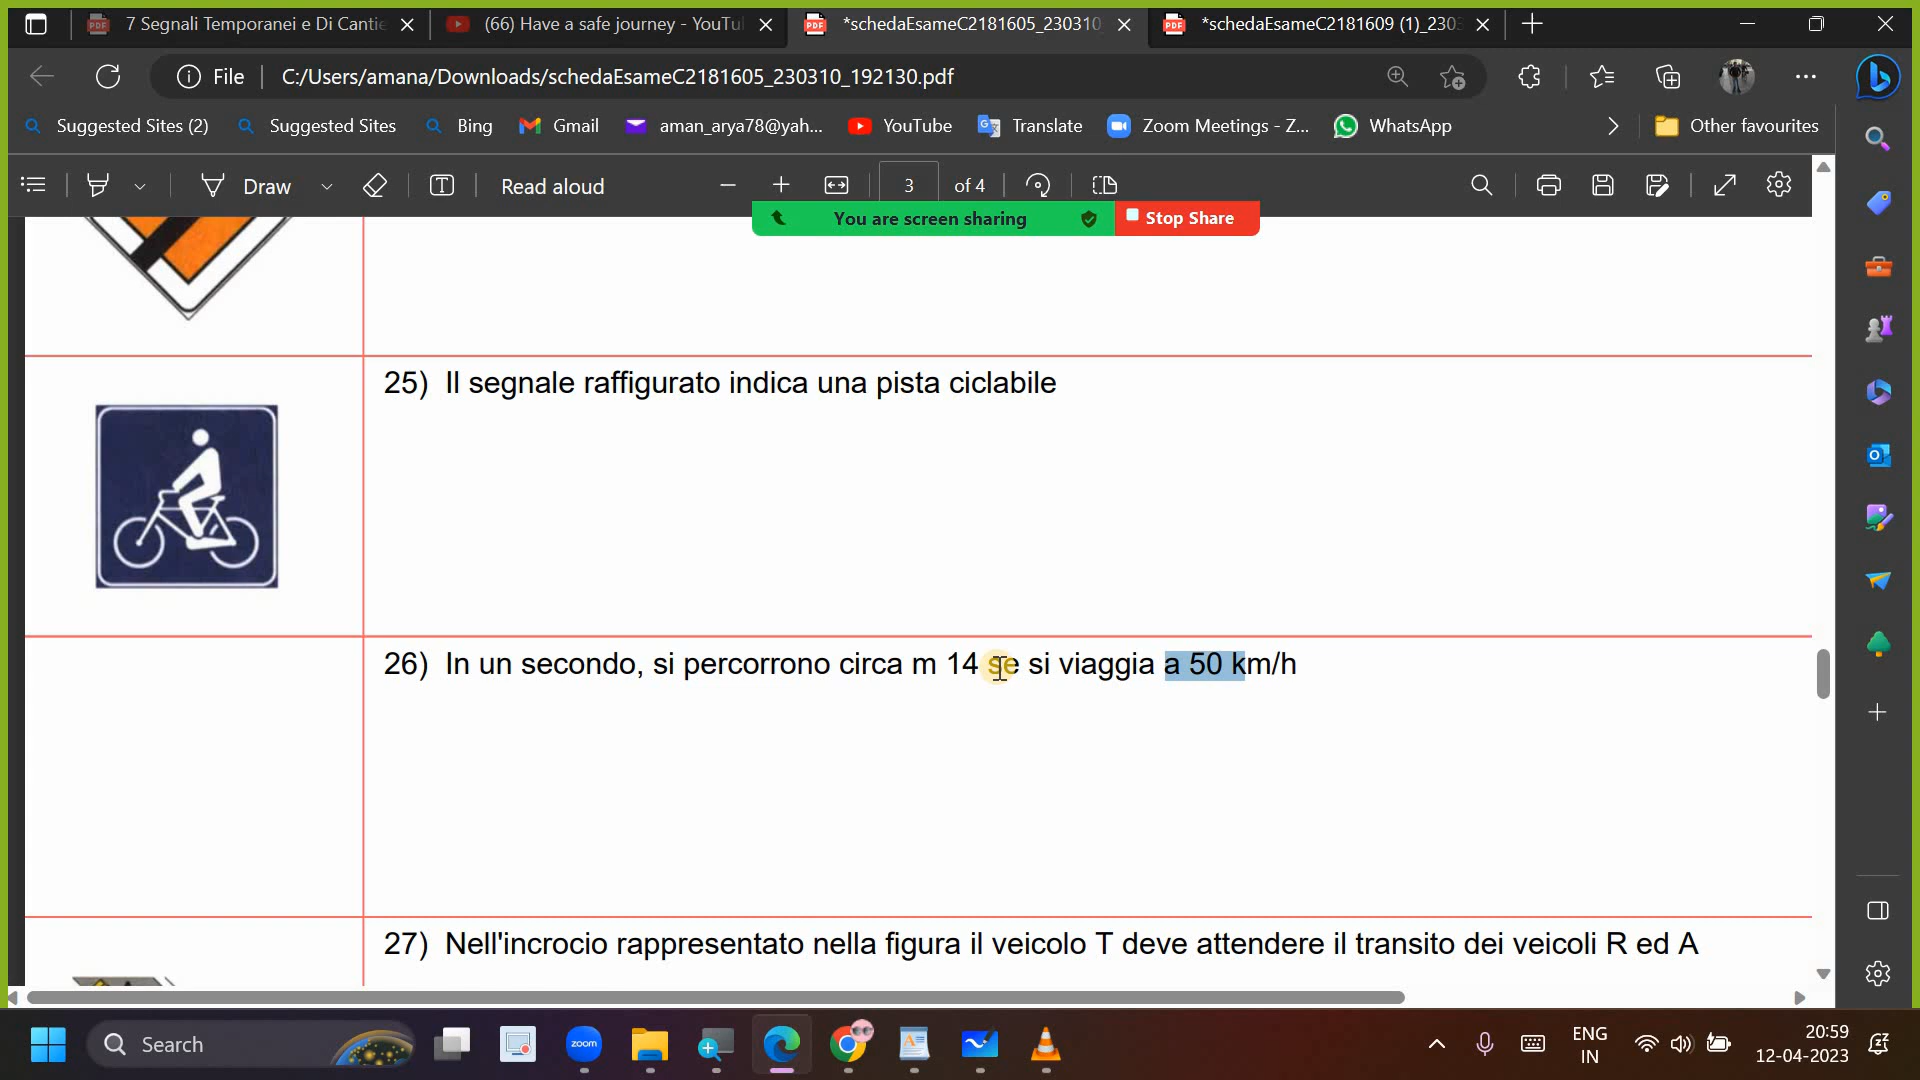 7 Segnali Temporanei e Di Cantie
(66) Have a safe journey - YouTu
*schedaEsameC2181605_230310
*schedaEsameC2181609 (1)_230
File
C:/Users/amana/Downloads/schedaEsameC2181605_230310_192130.pdf
Suggested Sites (2)
Suggested Sites
Bing
Gmail
aman_arya78@yah...
YouTube
Translate
Zoom Meetings - Z...
WhatsApp
Other favourites
Draw
Read aloud
3
of 4
You are screen sharing
Stop Share
25) Il segnale raffigurato indica una pista ciclabile
26) In un secondo, si percorrono circa m 14 se si viaggia a 50 km/h
27) Nell'incrocio rappresentato nella figura il veicolo T deve attendere il transito dei veicoli R ed A
Search
zoom
ENG
IN
20:59
12-04-2023